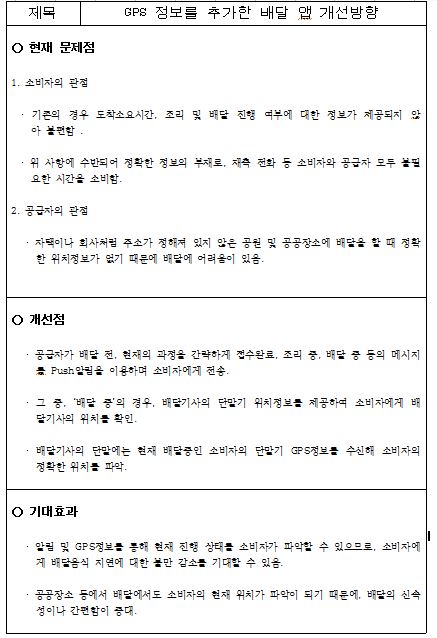 제목 GPS 정보를 추가한 배달 앱 개선방향
○ 현재 문제점
1. 소비자의 관점
· 기존의 경우 도착소요시간, 조리 및 배달 진행 여부에 대한 정보가 제공되지 않
아 불편함 .
· 위 사항에 수반되어 정확한 정보의 부재로, 재촉 전화 등 소비자와 공급자 모두 불필
요한 시간을 소비함.
2. 공급자의 관점
· 자택이나 회사처럼 주소가 정해져 있지 않은 공원 및 공공장소에 배달을 할 때 정확
한 위치정보가 없기 때문에 배달에 어려움이 있음.
○ 개선점
· 공급자가 배달 전, 현재의 과정을 간략하게 접수완료, 조리 중, 배달 중 등의 메시지
를 Push알림을 이용하며 소비자에게 전송.
· 그 중, '배달 중'의 경우, 배달기사의 단말기 위치정보를 제공하여 소비자에게 배
달기사의 위치를 확인.
· 배달기사의 단말에는 현재 배달중인 소비자의 단말기 GPS정보를 수신해 소비자의
정확한 위치를 파악.
○ 기대효과
· 알림 및 GPS정보를 통해 현재 진행 상태를 소비자가 파악할 수 있으므로, 소비자에
게 배달음식 지연에 대한 불만 감소를 기대할 수 있음.
· 공공장소 등에서 배달에서도 소비자의 현재 위치가 파악이 되기 때문에, 배달의 신속
성이나 간편함이 증대.